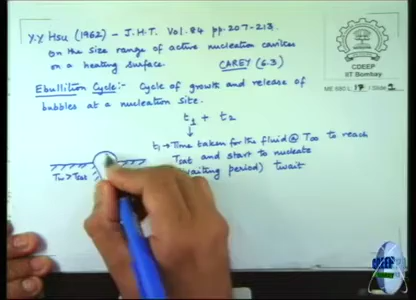 Y.Y Hsu (1962) - J.H.T. Vol. 84 pp. 207-213.
On the size range of active nucleation cavities
on a heating surface. CAREY (6.3)
Ebullition Cycle:- Cycle of growth and release of
bubbles at a nucleation site.
t1 + t2
t1 → Time taken for the fluid @ T∞ to reach
Tsat and start to nucleate
(waiting period) twait
Tw > Tsat
CDEEP
IIT Bombay
ME 680 L 17 / Slide 2